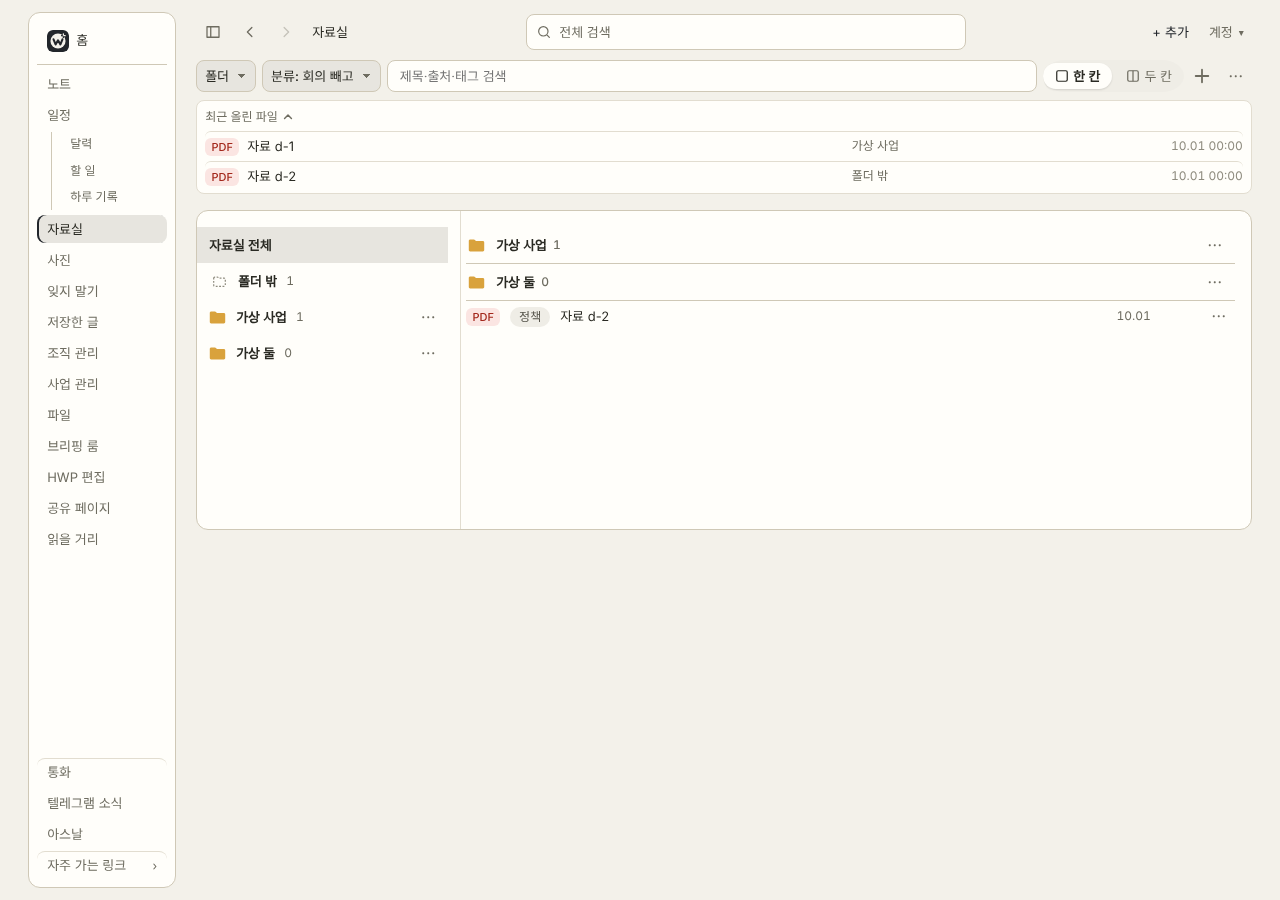 홈
노트
일정
달력
할 일
하루 기록
자료실
사진
잊지 말기
저장한 글
조직 관리
사업 관리
파일
브리핑 룸
HWP 편집
공유 페이지
읽을 거리
통화
텔레그램 소식
아스날
자주 가는 링크 ›
자료실
전체 검색
+ 추가
계정 ▾
폴더
분류: 회의 빼고
제목·출처·태그 검색
한 칸
두 칸
최근 올린 파일
PDF 자료 d-1 가상 사업 10.01 00:00
PDF 자료 d-2 폴더 밖 10.01 00:00
자료실 전체
폴더 밖 1
가상 사업 1
가상 둘 0
가상 사업 1
가상 둘 0
PDF 정책 자료 d-2 10.01